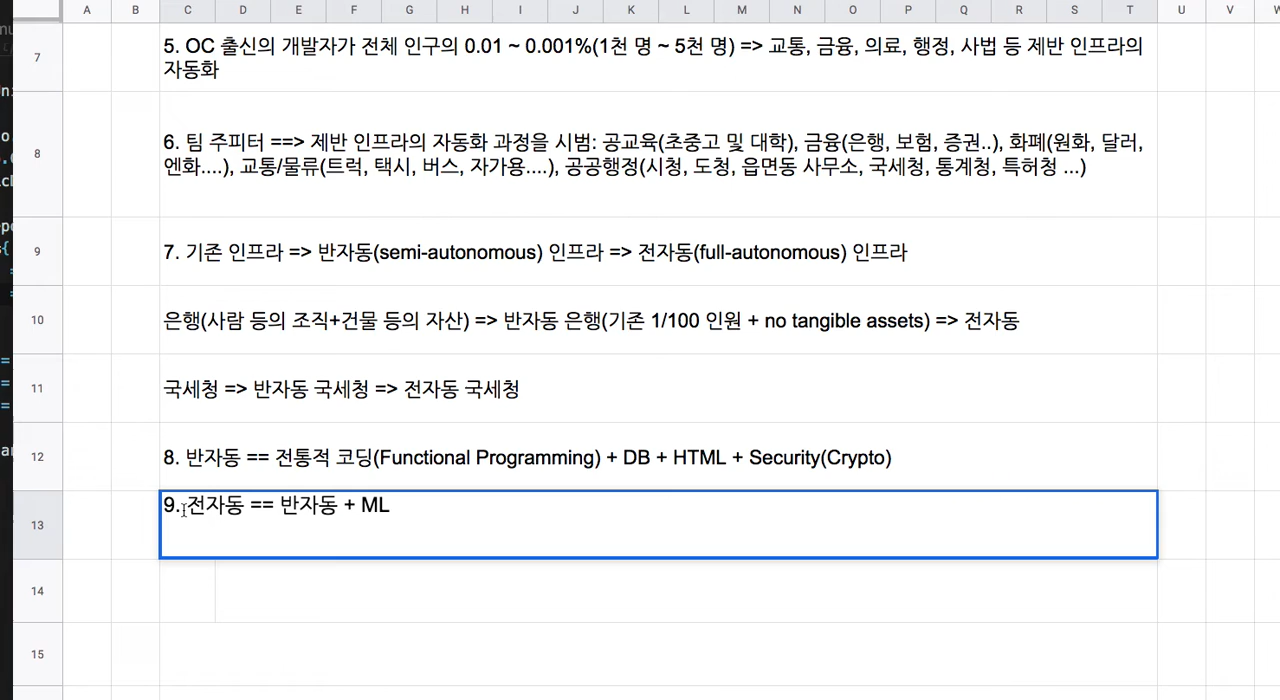 C D E F G H I J K L M N O P Q R S T U V
A B
7
5. OC 출신의 개발자가 전체 인구의 0.01 ~ 0.001%(1천 명 ~ 5천 명) => 교통, 금융, 의료, 행정, 사법 등 제반 인프라의
자동화
8
6. 팀 주피터 ==> 제반 인프라의 자동화 과정을 시범: 공교육(초중고 및 대학), 금융(은행, 보험, 증권..), 화폐(원화, 달러,
엔화....), 교통/물류(트럭, 택시, 버스, 자가용....), 공공행정(시청, 도청, 읍면동 사무소, 국세청, 통계청, 특허청 ...)
9
7. 기존 인프라 => 반자동(semi-autonomous) 인프라 => 전자동(full-autonomous) 인프라
10
은행(사람 등의 조직+건물 등의 자산) => 반자동 은행(기존 1/100 인원 + no tangible assets) => 전자동
11
국세청 => 반자동 국세청 => 전자동 국세청
12
8. 반자동 == 전통적 코딩(Functional Programming) + DB + HTML + Security(Crypto)
13
9. 전자동 == 반자동 + ML
14
15